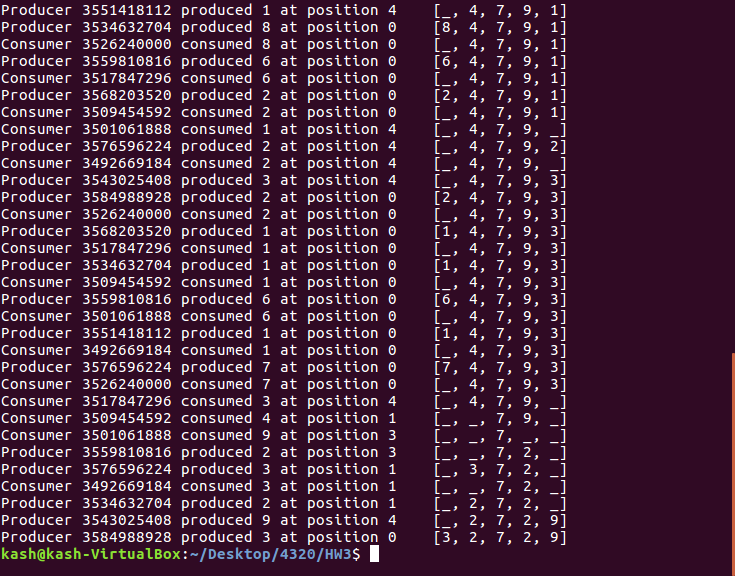 Producer 3551418112 produced 1 at position 4    [_, 4, 7, 9, 1]
Producer 3534632704 produced 8 at position 0    [8, 4, 7, 9, 1]
Consumer 3526240000 consumed 8 at position 0    [_, 4, 7, 9, 1]
Producer 3559810816 produced 6 at position 0    [6, 4, 7, 9, 1]
Consumer 3517847296 consumed 6 at position 0    [_, 4, 7, 9, 1]
Producer 3568203520 produced 2 at position 0    [2, 4, 7, 9, 1]
Consumer 3509454592 consumed 2 at position 0    [_, 4, 7, 9, 1]
Consumer 3501061888 consumed 1 at position 4    [_, 4, 7, 9, _]
Producer 3576596224 produced 2 at position 4    [_, 4, 7, 9, 2]
Consumer 3492669184 consumed 2 at position 4    [_, 4, 7, 9, _]
Producer 3543025408 produced 3 at position 4    [_, 4, 7, 9, 3]
Producer 3584988928 produced 2 at position 0    [2, 4, 7, 9, 3]
Consumer 3526240000 consumed 2 at position 0    [_, 4, 7, 9, 3]
Producer 3568203520 produced 1 at position 0    [1, 4, 7, 9, 3]
Consumer 3517847296 consumed 1 at position 0    [_, 4, 7, 9, 3]
Producer 3534632704 produced 1 at position 0    [1, 4, 7, 9, 3]
Consumer 3509454592 consumed 1 at position 0    [_, 4, 7, 9, 3]
Producer 3559810816 produced 6 at position 0    [6, 4, 7, 9, 3]
Consumer 3501061888 consumed 6 at position 0    [_, 4, 7, 9, 3]
Producer 3551418112 produced 1 at position 0    [1, 4, 7, 9, 3]
Consumer 3492669184 consumed 1 at position 0    [_, 4, 7, 9, 3]
Producer 3576596224 produced 7 at position 0    [7, 4, 7, 9, 3]
Consumer 3526240000 consumed 7 at position 0    [_, 4, 7, 9, 3]
Consumer 3517847296 consumed 3 at position 4    [_, 4, 7, 9, _]
Consumer 3509454592 consumed 4 at position 1    [_, _, 7, 9, _]
Consumer 3501061888 consumed 9 at position 3    [_, _, 7, _, _]
Producer 3559810816 produced 2 at position 3    [_, _, 7, 2, _]
Producer 3576596224 produced 3 at position 1    [_, 3, 7, 2, _]
Consumer 3492669184 consumed 3 at position 1    [_, _, 7, 2, _]
Producer 3534632704 produced 2 at position 1    [_, 2, 7, 2, _]
Producer 3543025408 produced 9 at position 4    [_, 2, 7, 2, 9]
Producer 3584988928 produced 3 at position 0    [3, 2, 7, 2, 9]
kash@kash-VirtualBox:~/Desktop/4320/HW3$